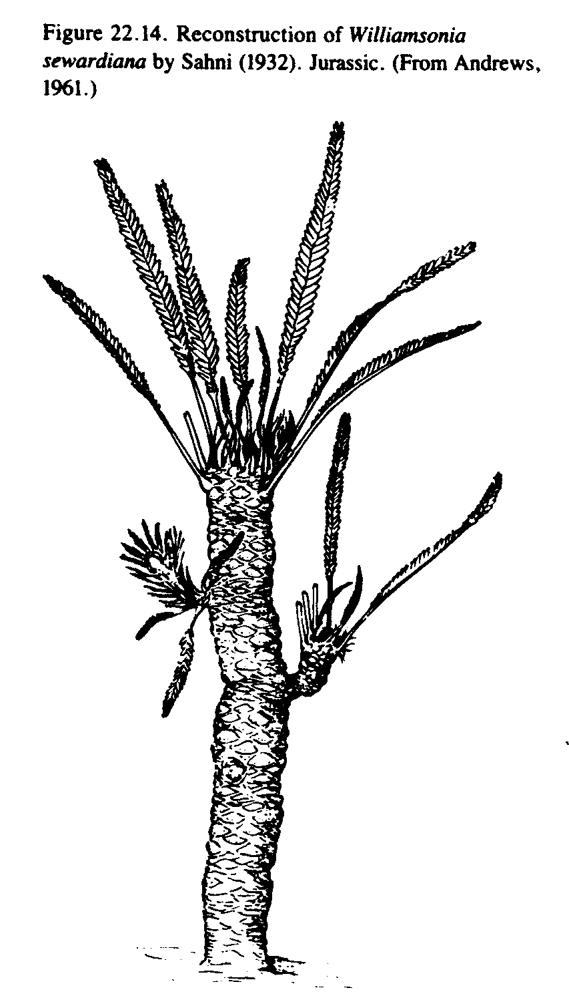 Figure 22.14. Reconstruction of Williamsonia
sewardiana by Sahni (1932). Jurassic. (From Andrews,
1961.)